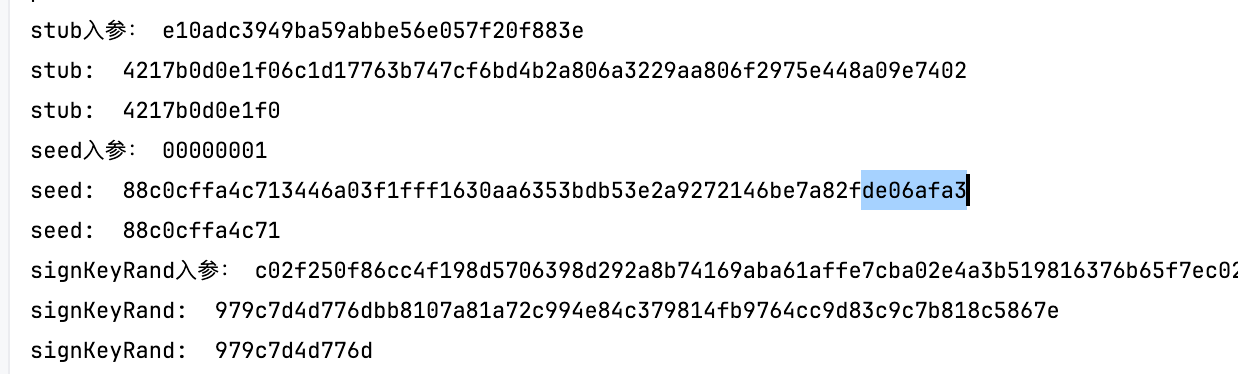 stub入参： e10adc3949ba59abbe56e057f20f883e
stub: 4217b0d0e1f06c1d17763b747cf6bd4b2a806a3229aa806f2975e448a09e7402
stub: 4217b0d0e1f0
seed入参： 00000001
seed: 88c0cffa4c713446a03f1fff1630aa6353bdb53e2a9272146be7a82fde06afa3
seed: 88c0cffa4c71
signKeyRand入参： c02f250f86cc4f198d5706398d292a8b74169aba61affe7cba02e4a3b519816376b65f7ec02
signKeyRand: 979c7d4d776dbb8107a81a72c994e84c379814fb9764cc9d83c9c7b818c5867e
signKeyRand: 979c7d4d776d